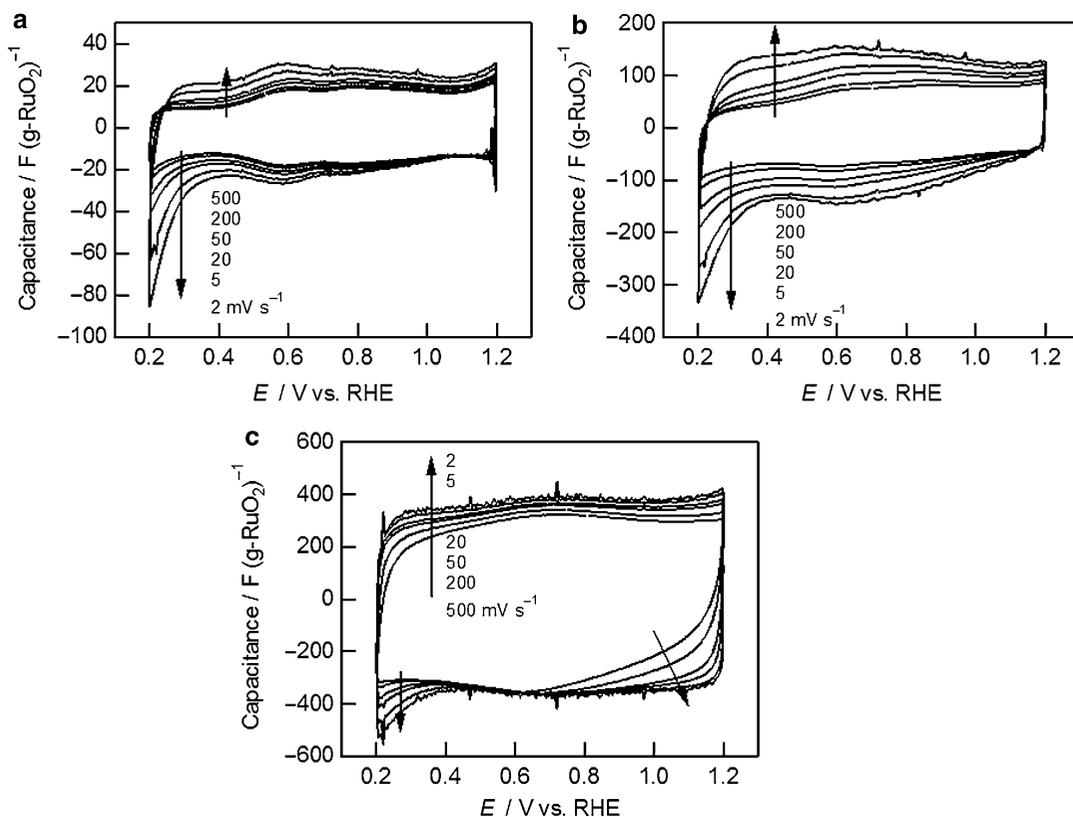 a
Capacitance / F (g-RuO₂)⁻¹
40
20
0
−20
−40
−60
−80
−100
500
200
50
20
5
2 mV s⁻¹
0.2 0.4 0.6 0.8 1.0 1.2
E / V vs. RHE
b
Capacitance / F (g-RuO₂)⁻¹
200
100
0
−100
−200
−300
−400
500
200
50
20
5
2 mV s⁻¹
0.2 0.4 0.6 0.8 1.0 1.2
E / V vs. RHE
c
Capacitance / F (g-RuO₂)⁻¹
600
400
200
0
−200
−400
−600
2
5
20
50
200
500 mV s⁻¹
0.2 0.4 0.6 0.8 1.0 1.2
E / V vs. RHE